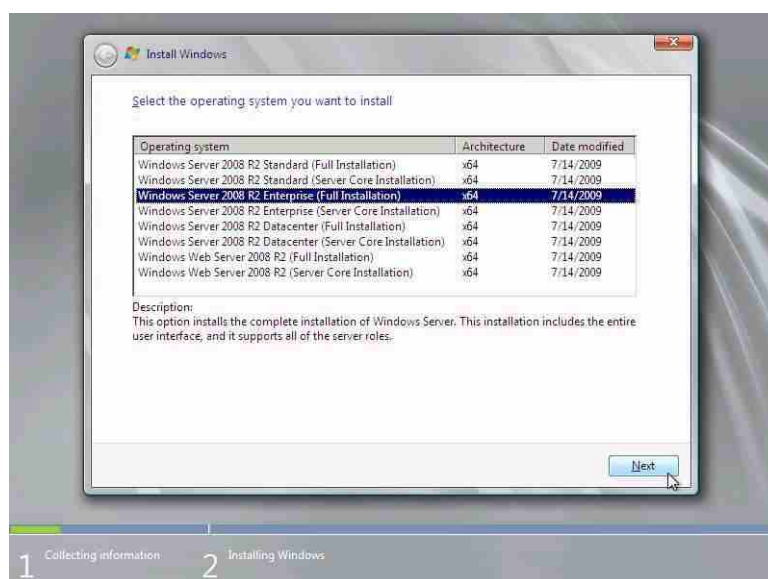 Install Windows
Select the operating system you want to install
Operating system Architecture Date modified
Windows Server 2008 R2 Standard (Full Installation) x64 7/14/2009
Windows Server 2008 R2 Standard (Server Core Installation) x64 7/14/2009
Windows Server 2008 R2 Enterprise (Full Installation) x64 7/14/2009
Windows Server 2008 R2 Enterprise (Server Core Installation) x64 7/14/2009
Windows Server 2008 R2 Datacenter (Full Installation) x64 7/14/2009
Windows Server 2008 R2 Datacenter (Server Core Installation) x64 7/14/2009
Windows Web Server 2008 R2 (Full Installation) x64 7/14/2009
Windows Web Server 2008 R2 (Server Core Installation) x64 7/14/2009
Description:
This option installs the complete installation of Windows Server. This installation includes the entire
user interface, and it supports all of the server roles.
Next
1 Collecting information 2 Installing Windows